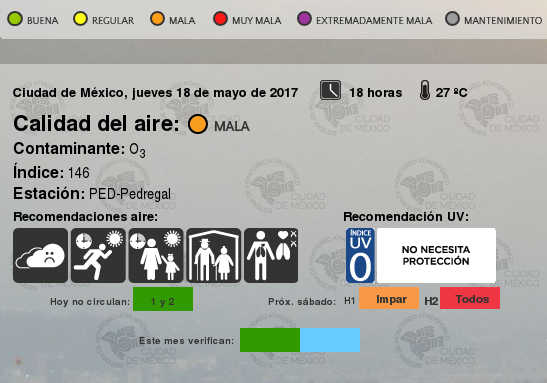 BUENA REGULAR MALA MUY MALA EXTREMADAMENTE MALA MANTENIMIENTO
Ciudad de México, jueves 18 de mayo de 2017 18 horas 27 ºC
Calidad del aire: MALA
Contaminante: O3
Índice: 146
Estación: PED-Pedregal
Recomendaciones aire: Recomendación UV:
ÍNDICE
UV
0
NO NECESITA
PROTECCIÓN
Hoy no circulan: 1 y 2 Próx. sábado: H1 Impar H2 Todos
Este mes verifican:
CIUDAD
DE MÉXICO